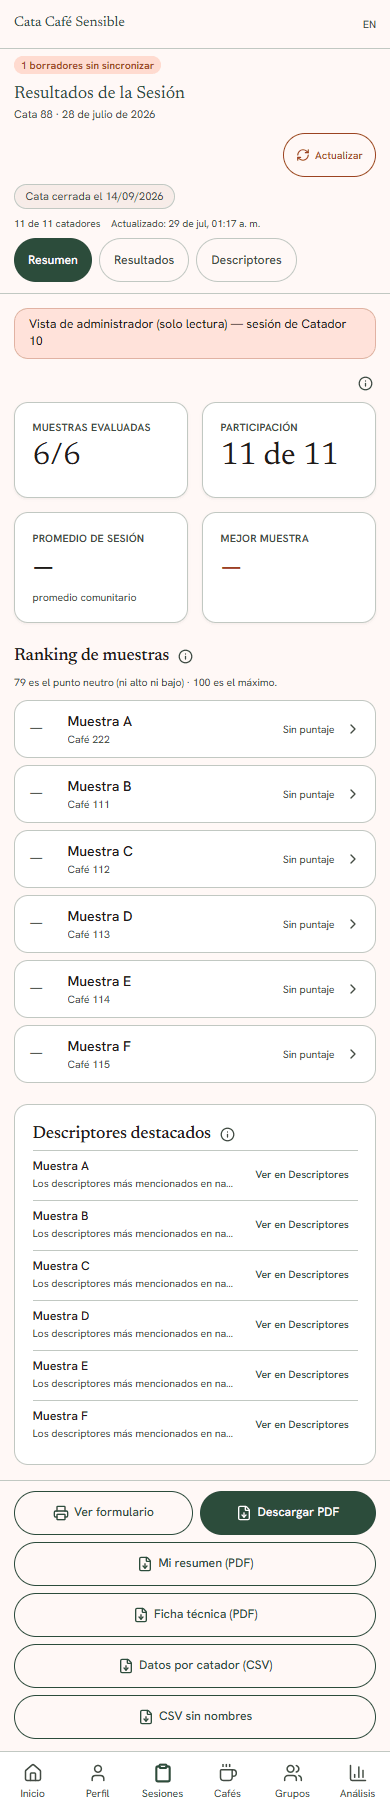 Cata Café Sensible
EN
1 borradores sin sincronizar
Resultados de la Sesión
Cata 88 · 28 de julio de 2026
Actualizar
Cata cerrada el 14/09/2026
11 de 11 catadores Actualizado: 29 de jul, 01:17 a. m.
Resumen
Resultados
Descriptores
Vista de administrador (solo lectura) — sesión de Catador
10
MUESTRAS EVALUADAS
6/6
PARTICIPACIÓN
11 de 11
PROMEDIO DE SESIÓN
—
promedio comunitario
MEJOR MUESTRA
—
Ranking de muestras
79 es el punto neutro (ni alto ni bajo) · 100 es el máximo.
— Muestra A
Café 222
Sin puntaje
— Muestra B
Café 111
Sin puntaje
— Muestra C
Café 112
Sin puntaje
— Muestra D
Café 113
Sin puntaje
— Muestra E
Café 114
Sin puntaje
— Muestra F
Café 115
Sin puntaje
Descriptores destacados
Muestra A
Los descriptores más mencionados en na...
Ver en Descriptores
Muestra B
Los descriptores más mencionados en na...
Ver en Descriptores
Muestra C
Los descriptores más mencionados en na...
Ver en Descriptores
Muestra D
Los descriptores más mencionados en na...
Ver en Descriptores
Muestra E
Los descriptores más mencionados en na...
Ver en Descriptores
Muestra F
Los descriptores más mencionados en na...
Ver en Descriptores
Ver formulario
Descargar PDF
Mi resumen (PDF)
Ficha técnica (PDF)
Datos por catador (CSV)
CSV sin nombres
Inicio
Perfil
Sesiones
Cafés
Grupos
Análisis